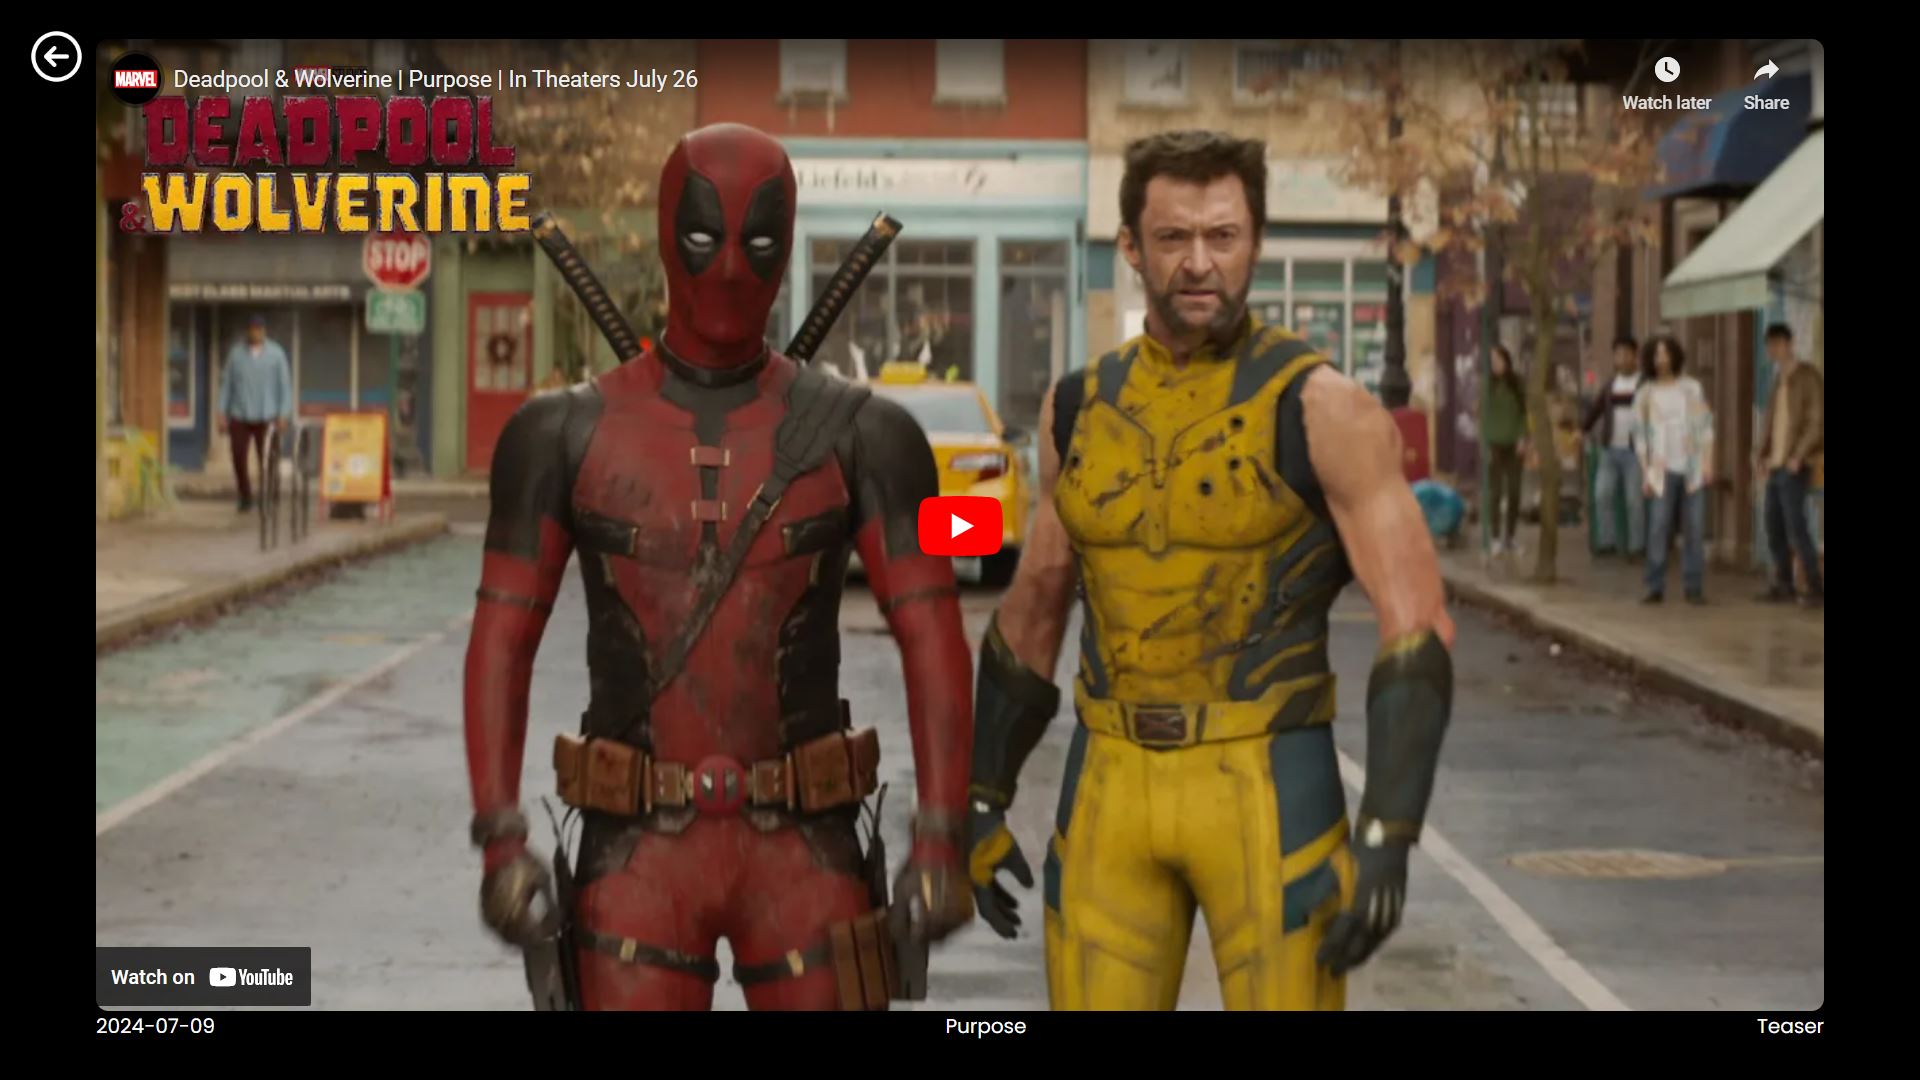 MARVEL
Deadpool & Wolverine | Purpose | In Theaters July 26
Watch later
Share
DEADPOOL
& WOLVERINE
Liefeld's
STOP
Watch on YouTube
2024-07-09
Purpose
Teaser